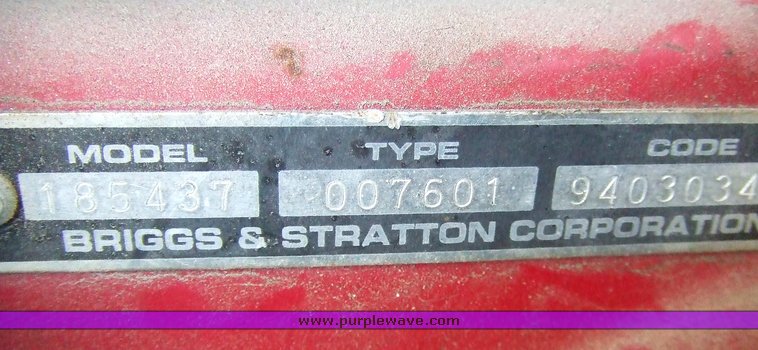 MODEL TYPE CODE
185437 007601 9403034
BRIGGS & STRATTON CORPORATION
www.purplewave.com